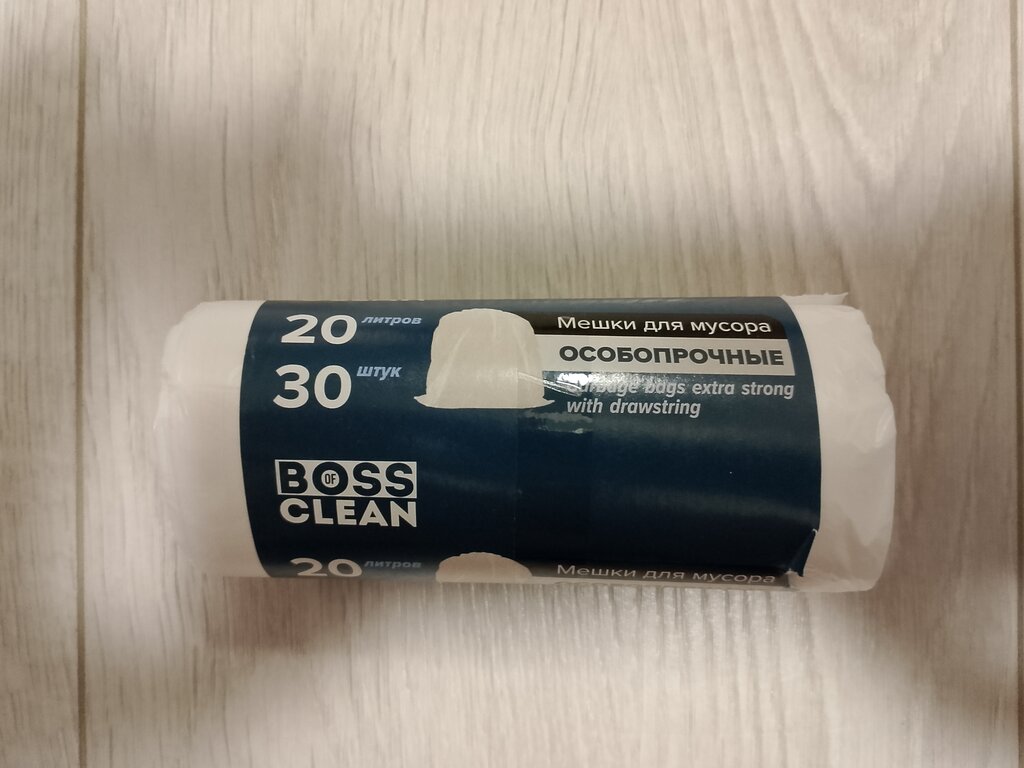 20 литров
30 штук
BOSS OF
CLEAN
Мешки для мусора
ОСОБОПРОЧНЫЕ
Garbage bags extra strong
with drawstring
20 литров
Мешки для мусора